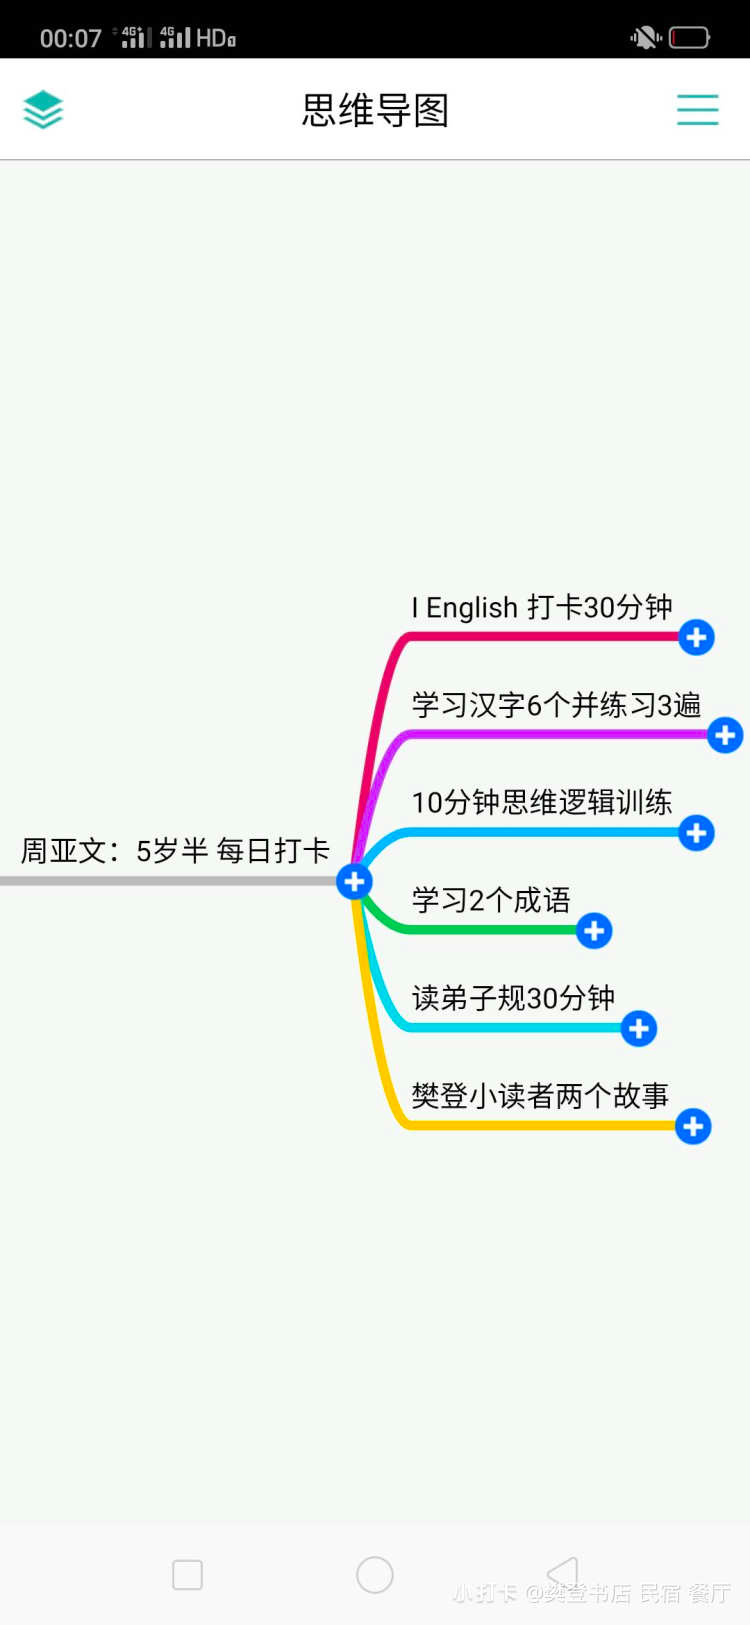 00:07 4G+ 4G HD
思维导图
I English 打卡30分钟
学习汉字6个并练习3遍
10分钟思维逻辑训练
周亚文：5岁半 每日打卡
学习2个成语
读弟子规30分钟
樊登小读者两个故事
小打卡 @樊登书店 民宿 餐厅